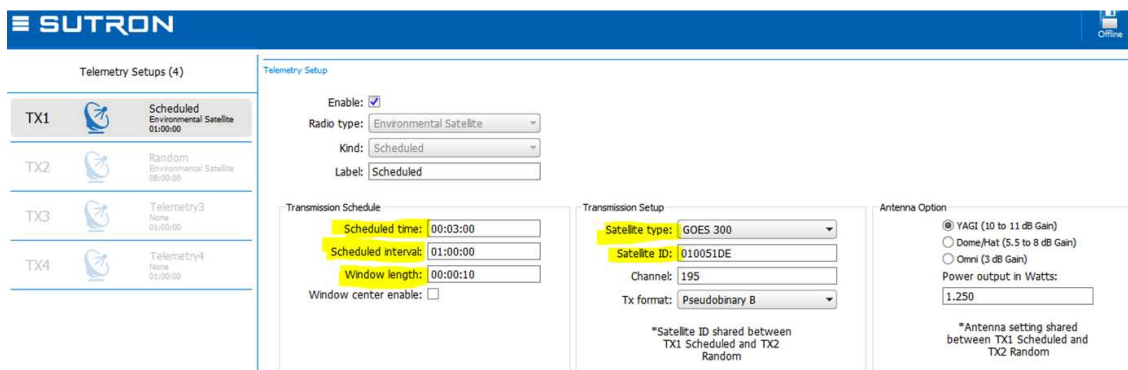 SUTRON
Offline
Telemetry Setups (4)
TX1
Scheduled
Environmental Satellite
01:00:00
TX2
Random
Environmental Satellite
06:00:00
TX3
Telemetry3
None
01:00:00
TX4
Telemetry4
None
01:00:00
Telemetry Setup
Enable:
Radio type: Environmental Satellite
Kind: Scheduled
Label: Scheduled
Transmission Schedule
Scheduled time: 00:03:00
Scheduled interval: 01:00:00
Window length: 00:00:10
Window center enable:
Transmission Setup
Satellite type: GOES 300
Satellite ID: 010051DE
Channel: 195
Tx format: Pseudobinary B
*Satellite ID shared between
TX1 Scheduled and TX2
Random
Antenna Option
YAGI (10 to 11 dB Gain)
Dome/Hat (5.5 to 8 dB Gain)
Omni (3 dB Gain)
Power output in Watts:
1.250
*Antenna setting shared
between TX1 Scheduled and
TX2 Random